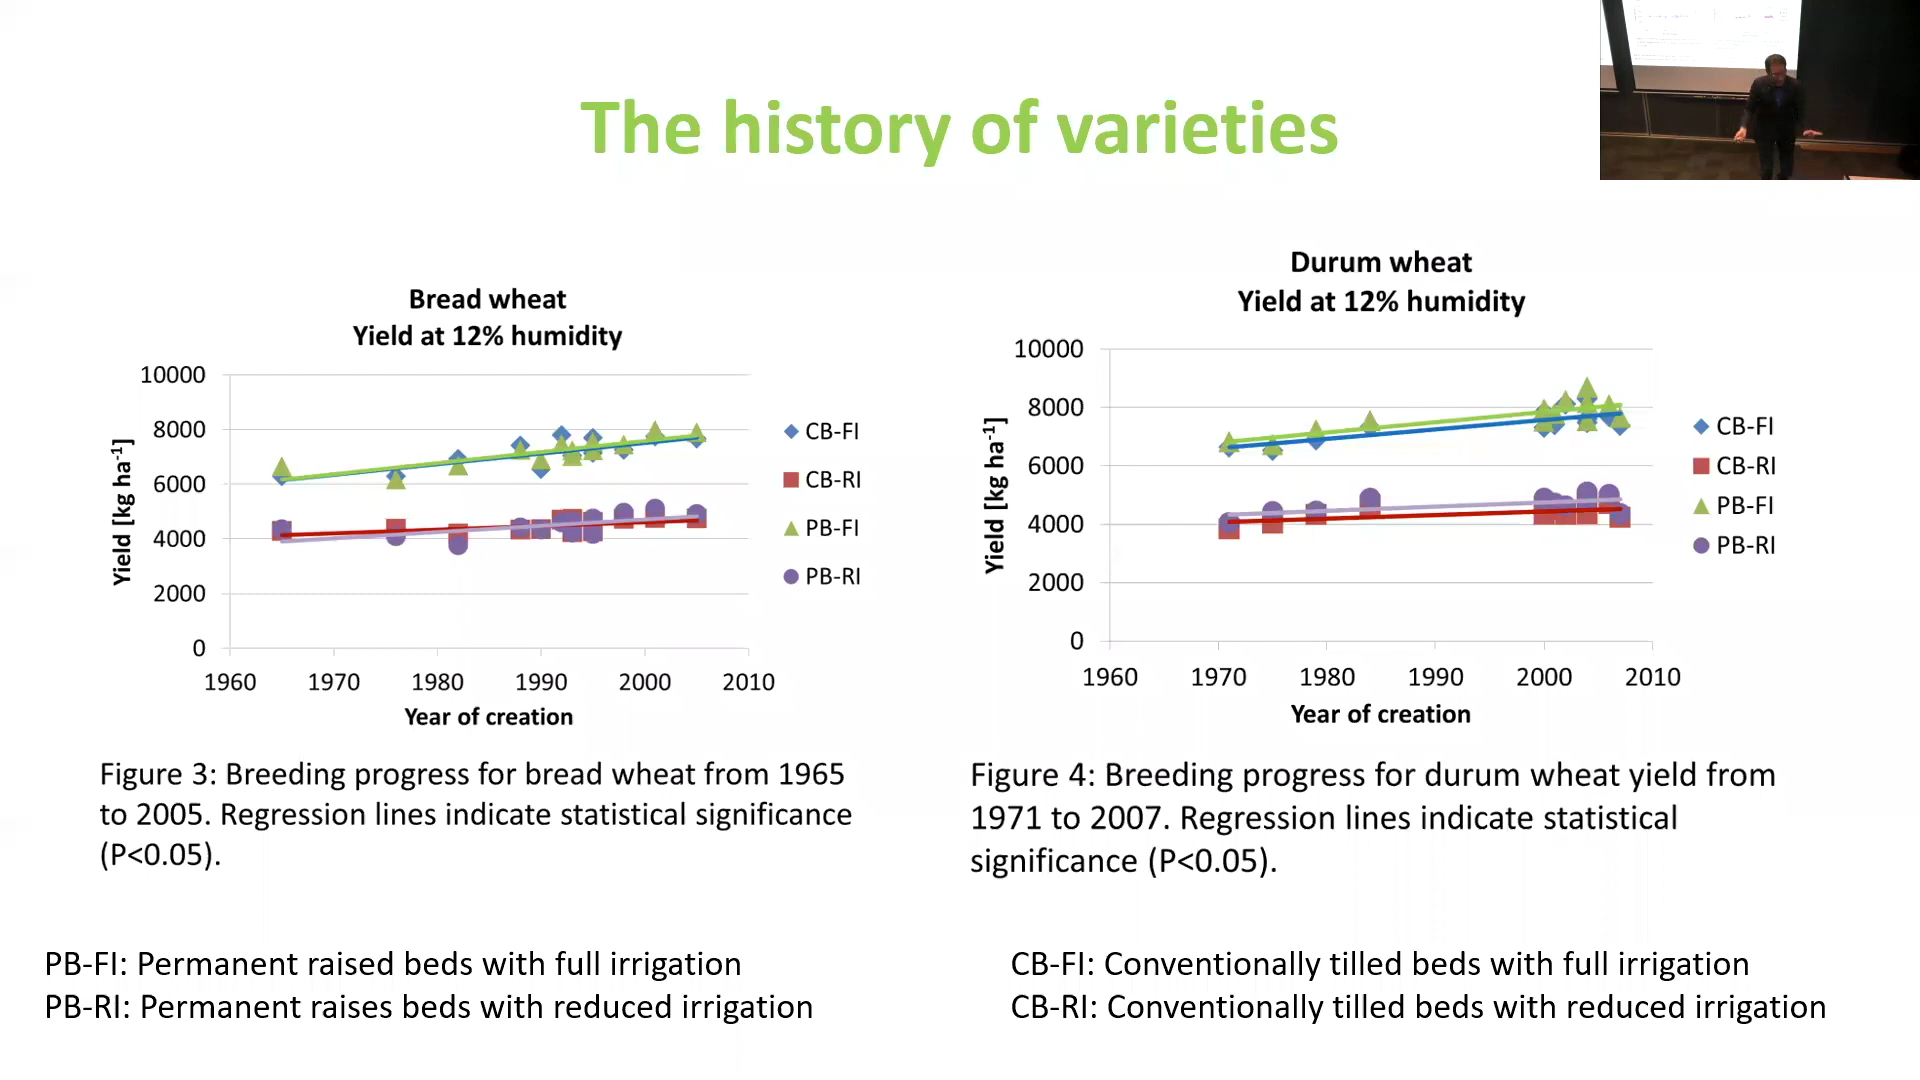 The history of varieties
Bread wheat
Yield at 12% humidity
Yield [kg ha-1]
10000
8000
6000
4000
2000
0
1960 1970 1980 1990 2000 2010
Year of creation
CB-FI
CB-RI
PB-FI
PB-RI
Figure 3: Breeding progress for bread wheat from 1965
to 2005. Regression lines indicate statistical significance
(P<0.05).
Durum wheat
Yield at 12% humidity
Yield [kg ha-1]
10000
8000
6000
4000
2000
0
1960 1970 1980 1990 2000 2010
Year of creation
CB-FI
CB-RI
PB-FI
PB-RI
Figure 4: Breeding progress for durum wheat yield from
1971 to 2007. Regression lines indicate statistical
significance (P<0.05).
PB-FI: Permanent raised beds with full irrigation
PB-RI: Permanent raises beds with reduced irrigation
CB-FI: Conventionally tilled beds with full irrigation
CB-RI: Conventionally tilled beds with reduced irrigation